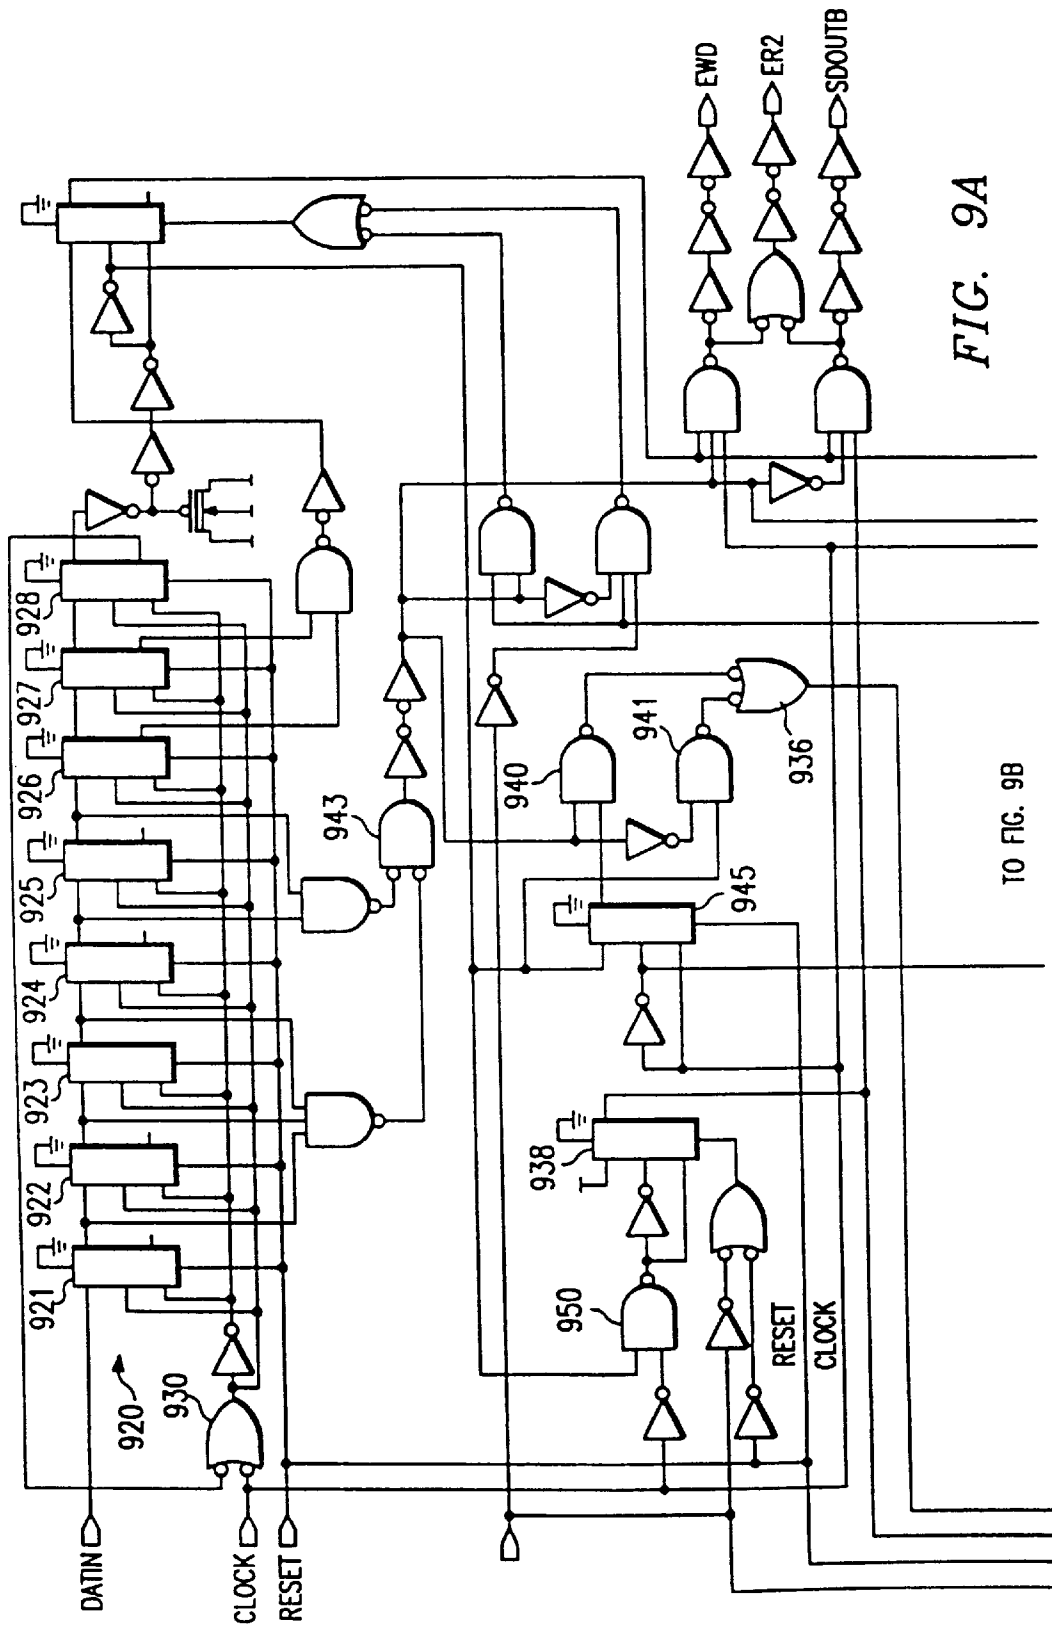 DATIN
CLOCK
RESET
920
930
921
922
923
924
925
926
927
928
943
950
938
945
940
941
936
RESET
CLOCK
EWD
ER2
SDOUTB
TO FIG. 9B
FIG. 9A